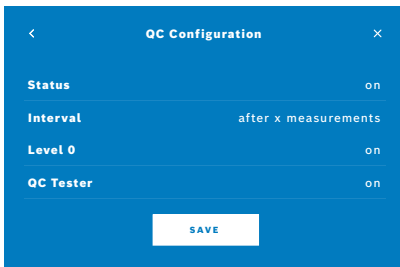 QC Configuration
Status on
Interval after x measurements
Level 0 on
QC Tester on
SAVE